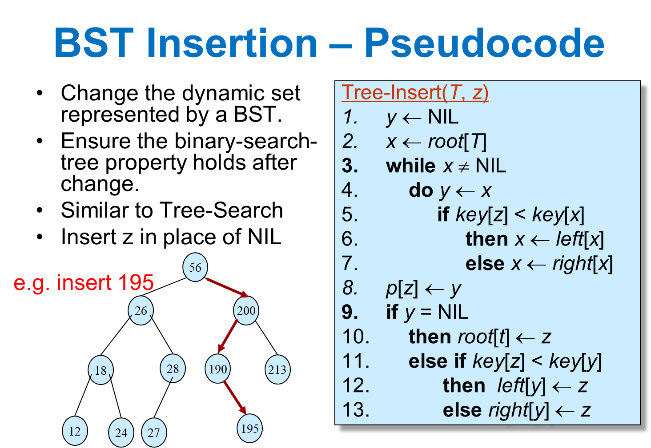 BST Insertion – Pseudocode
• Change the dynamic set
represented by a BST.
• Ensure the binary-search-
tree property holds after
change.
• Similar to Tree-Search
• Insert z in place of NIL
e.g. insert 195
56
26 200
18 28 190 213
12 24 27 195
Tree-Insert(T, z)
1. y ← NIL
2. x ← root[T]
3. while x ≠ NIL
4. do y ← x
5. if key[z] < key[x]
6. then x ← left[x]
7. else x ← right[x]
8. p[z] ← y
9. if y = NIL
10. then root[t] ← z
11. else if key[z] < key[y]
12. then left[y] ← z
13. else right[y] ← z